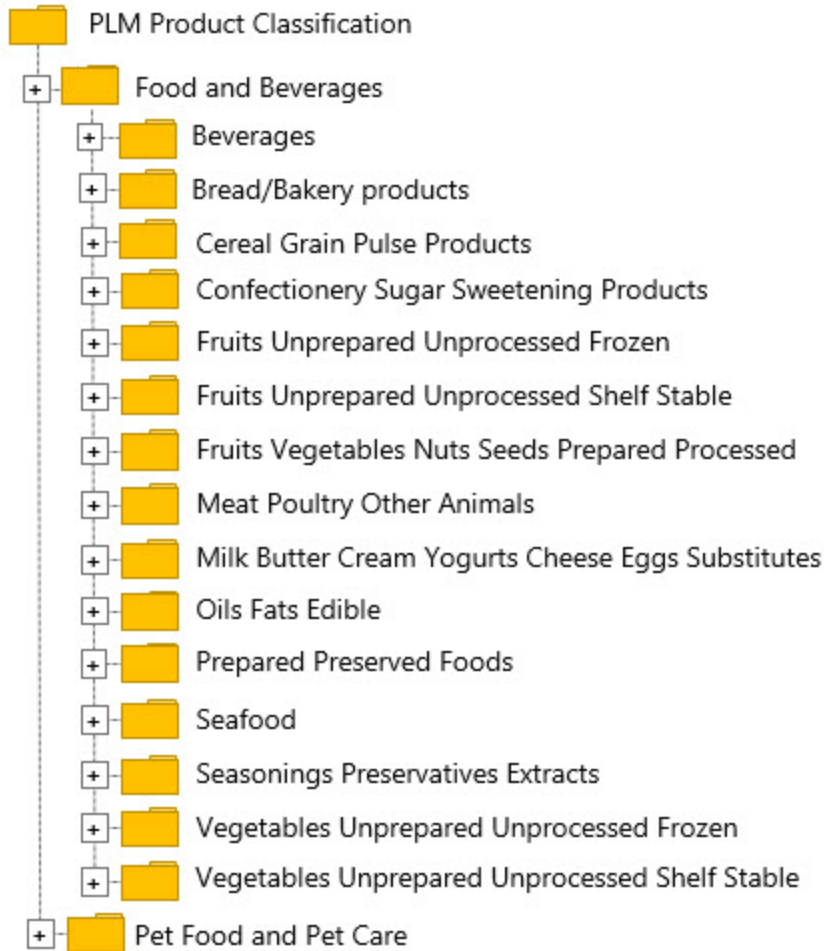 PLM Product Classification
Food and Beverages
Beverages
Bread/Bakery products
Cereal Grain Pulse Products
Confectionery Sugar Sweetening Products
Fruits Unprepared Unprocessed Frozen
Fruits Unprepared Unprocessed Shelf Stable
Fruits Vegetables Nuts Seeds Prepared Processed
Meat Poultry Other Animals
Milk Butter Cream Yogurts Cheese Eggs Substitutes
Oils Fats Edible
Prepared Preserved Foods
Seafood
Seasonings Preservatives Extracts
Vegetables Unprepared Unprocessed Frozen
Vegetables Unprepared Unprocessed Shelf Stable
Pet Food and Pet Care